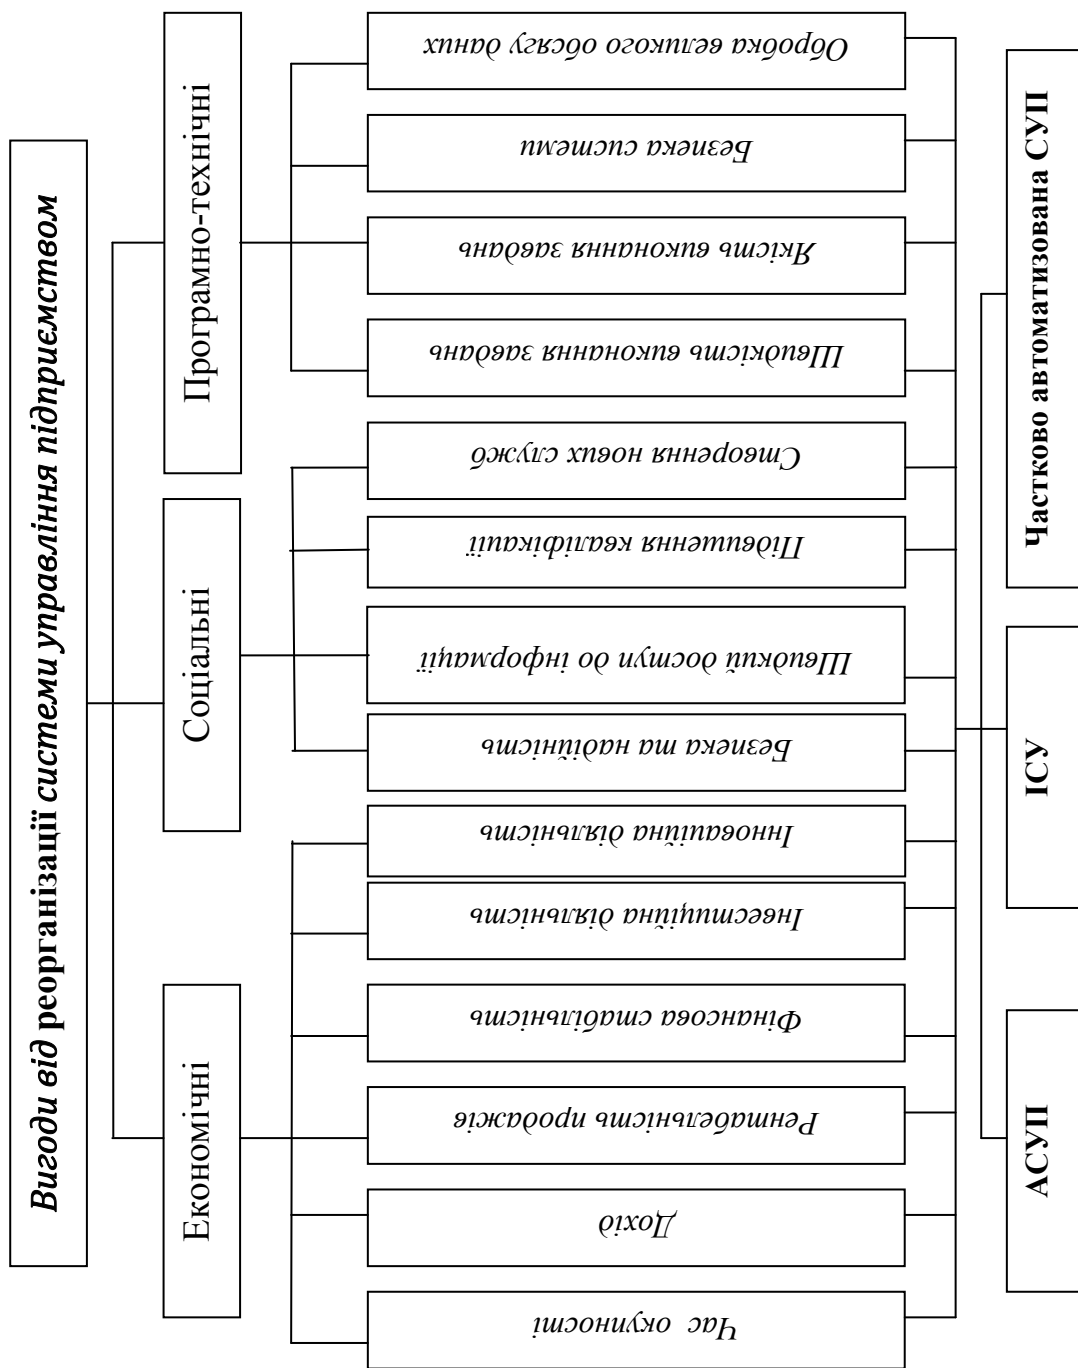 Вигоди від реорганізації системи управління підприємством
Економічні
Соціальні
Програмно-технічні
Час окупності
Дохід
Рентабельність продажів
Фінансова стабільність
Інвестиційна діяльність
Інноваційна діяльність
Безпека та надійність
Швидкий доступ до інформації
Підвищення кваліфікації
Створення нових служб
Швидкість виконання завдань
Якість виконання завдань
Безпека системи
Обробка великого обсягу даних
АСУП
ІСУ
Частково автоматизована СУП